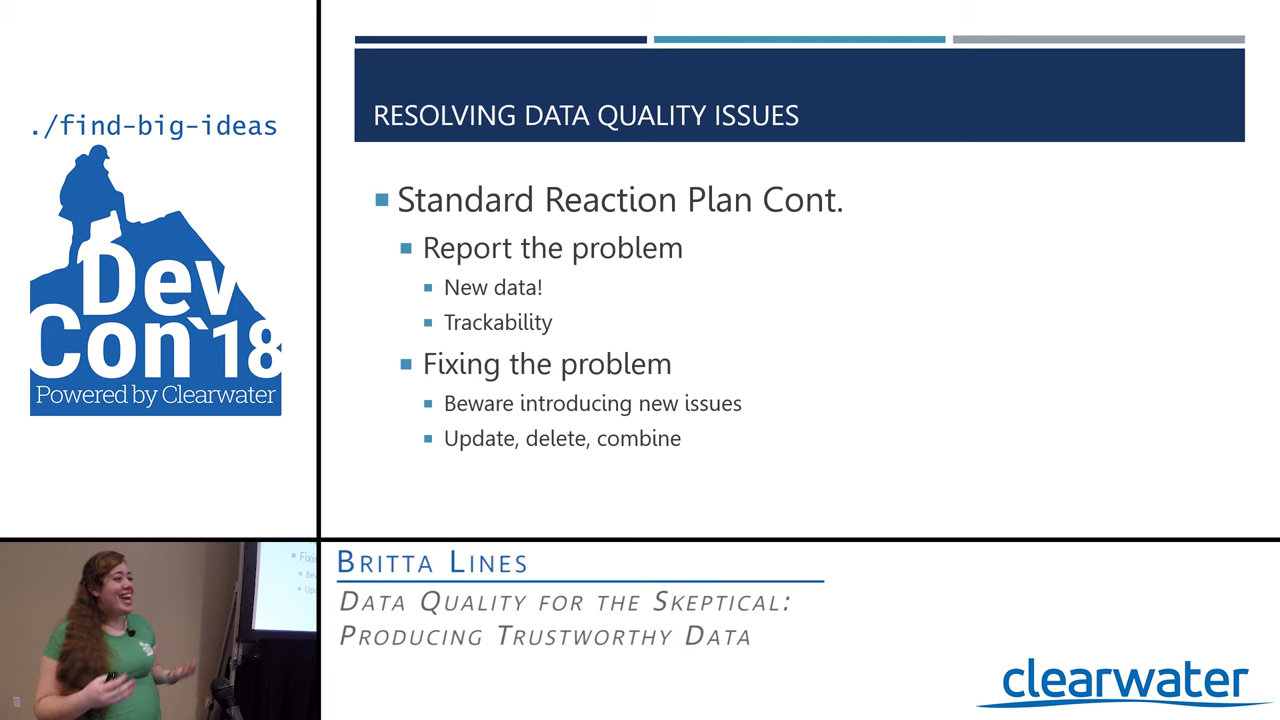 ./find-big-ideas
Dev
Con`18
Powered by Clearwater
RESOLVING DATA QUALITY ISSUES
Standard Reaction Plan Cont.
Report the problem
New data!
Trackability
Fixing the problem
Beware introducing new issues
Update, delete, combine
BRITTA LINES
DATA QUALITY FOR THE SKEPTICAL:
PRODUCING TRUSTWORTHY DATA
clearwater